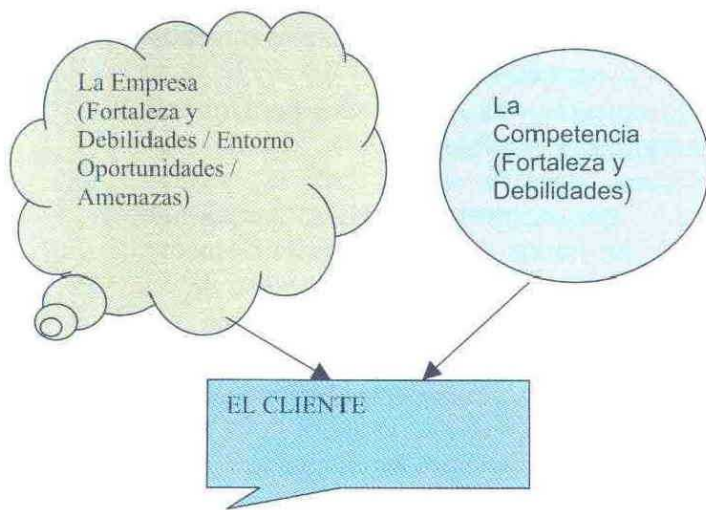 La Empresa
(Fortaleza y
Debilidades / Entorno
Oportunidades /
Amenazas)
La
Competencia
(Fortaleza y
Debilidades)
EL CLIENTE